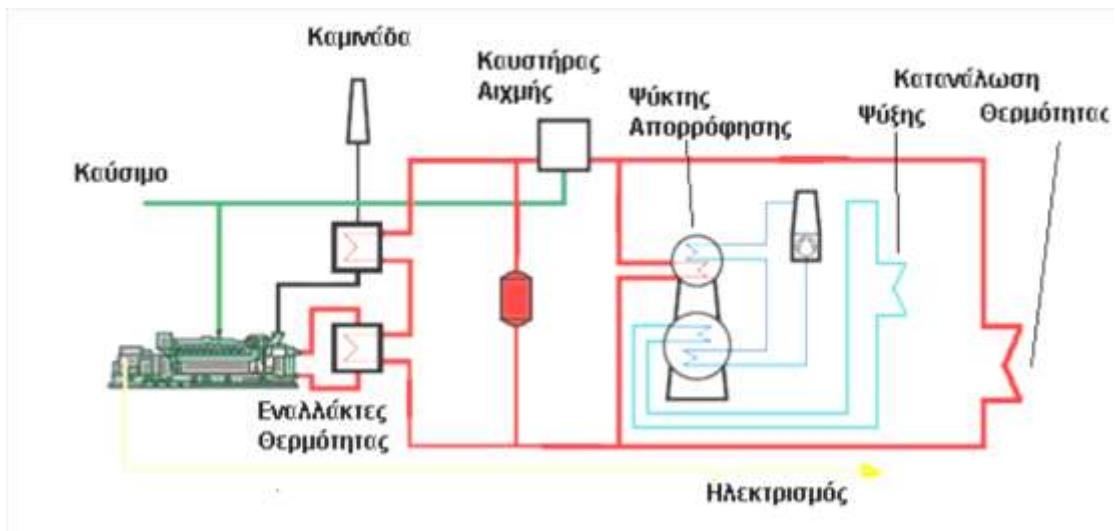 Καμινάδα
Καυστήρας
Αιχμής
Ψύκτης
Απορρόφησης
Κατανάλωση
Ψύξης
Θερμότητας
Καύσιμο
Εναλλάκτες
Θερμότητας
Ηλεκτρισμός